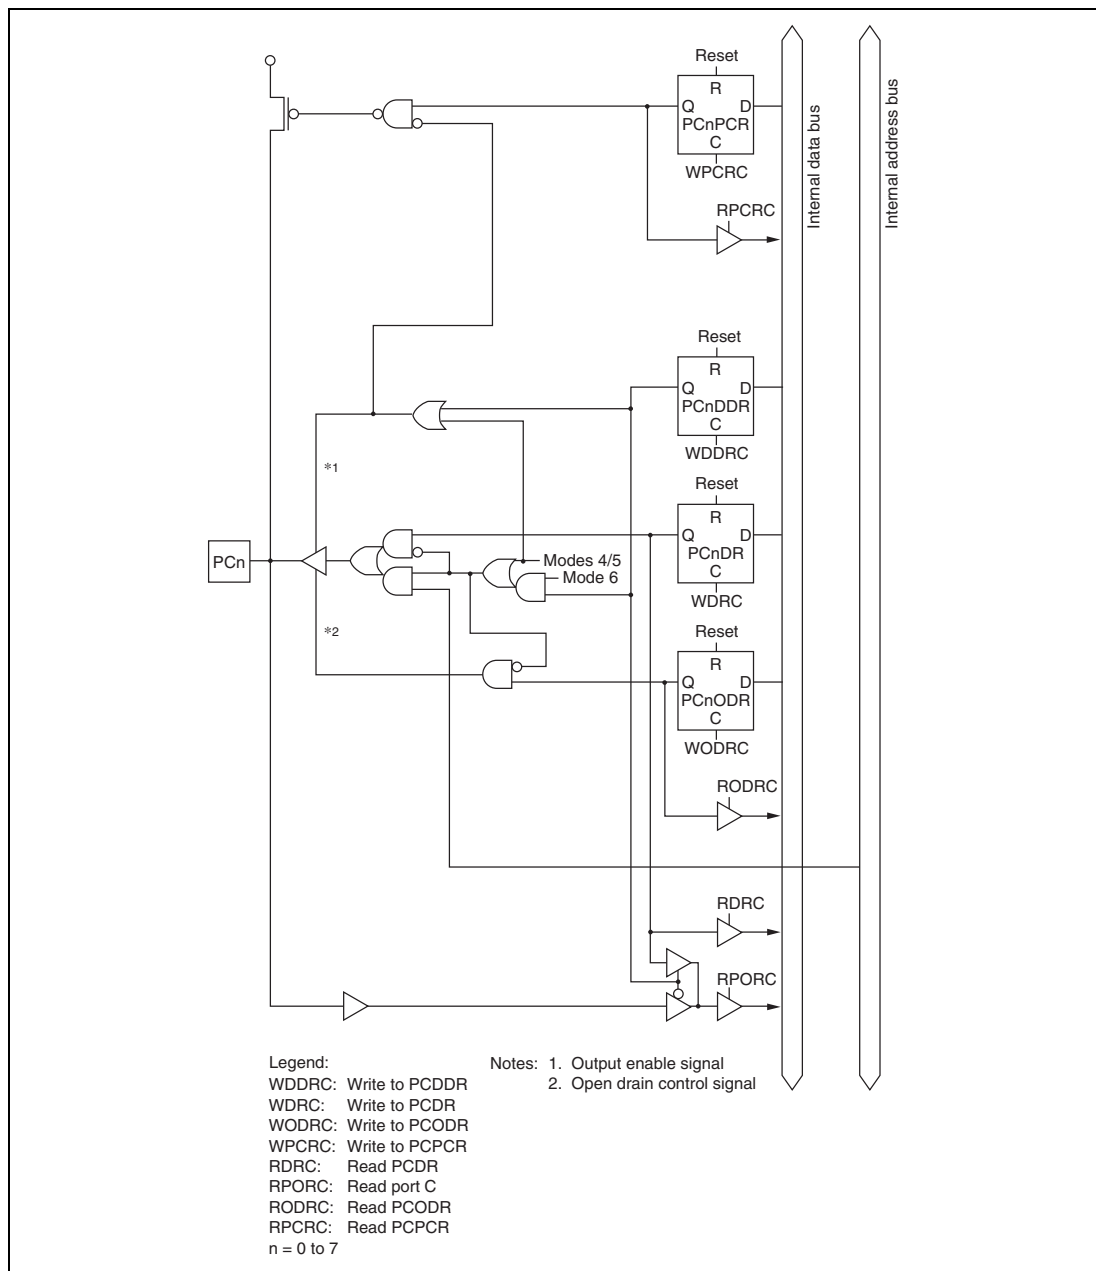 Reset
R
Q D
PCnPCR
C
WPCRC
RPCRC
Internal data bus
Internal address bus
Reset
R
Q D
PCnDDR
C
WDDRC
*1
Reset
R
Q D
PCnDR
C
WDRC
PCn
Modes 4/5
Mode 6
*2
Reset
R
Q D
PCnODR
C
WODRC
RODRC
RDRC
RPORC
Legend:
WDDRC: Write to PCDDR
WDRC: Write to PCDR
WODRC: Write to PCODR
WPCRC: Write to PCPCR
RDRC: Read PCDR
RPORC: Read port C
RODRC: Read PCODR
RPCRC: Read PCPCR
n = 0 to 7
Notes: 1. Output enable signal
2. Open drain control signal